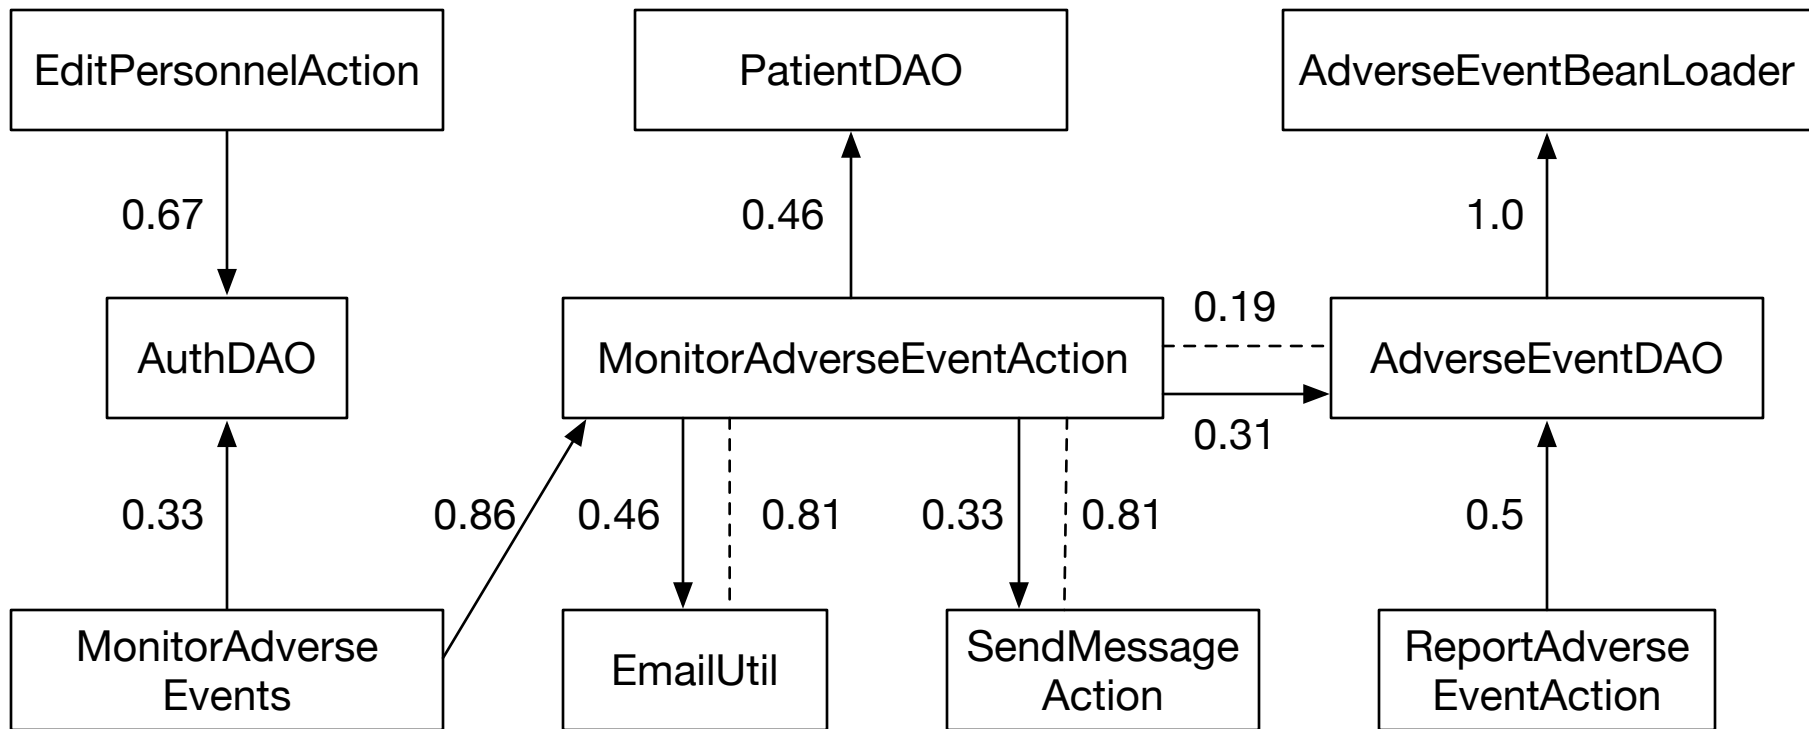 EditPersonnelAction
PatientDAO
AdverseEventBeanLoader
0.67
0.46
1.0
AuthDAO
MonitorAdverseEventAction
0.19
0.31
AdverseEventDAO
0.33
0.86
0.46
0.81
0.33
0.81
0.5
MonitorAdverse
Events
EmailUtil
SendMessage
Action
ReportAdverse
EventAction